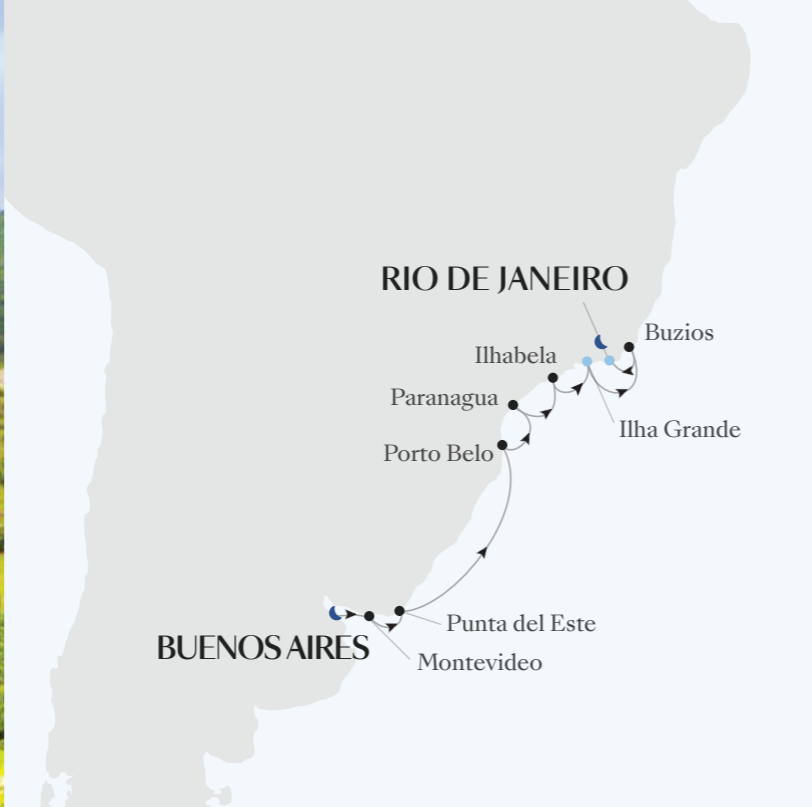 RIO DE JANEIRO
Buzios
Ilhabela
Paranagua
Ilha Grande
Porto Belo
Punta del Este
BUENOS AIRES
Montevideo